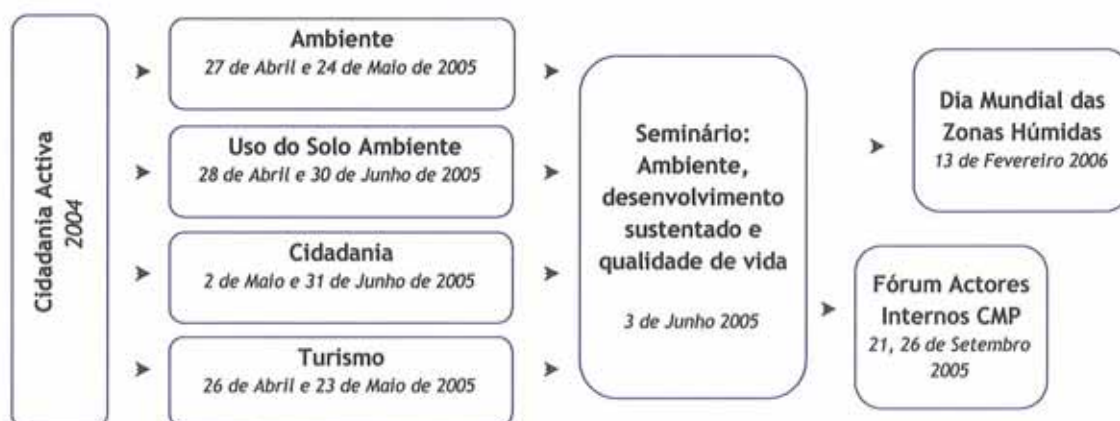 Cidadania Activa
2004
Ambiente
27 de Abril e 24 de Maio de 2005
Uso do Solo Ambiente
28 de Abril e 30 de Junho de 2005
Cidadania
2 de Maio e 31 de Junho de 2005
Turismo
26 de Abril e 23 de Maio de 2005
Seminário:
Ambiente,
desenvolvimento
sustentado e
qualidade de vida
3 de Junho 2005
Dia Mundial das
Zonas Húmidas
13 de Fevereiro 2006
Fórum Actores
Internos CMP
21, 26 de Setembro
2005